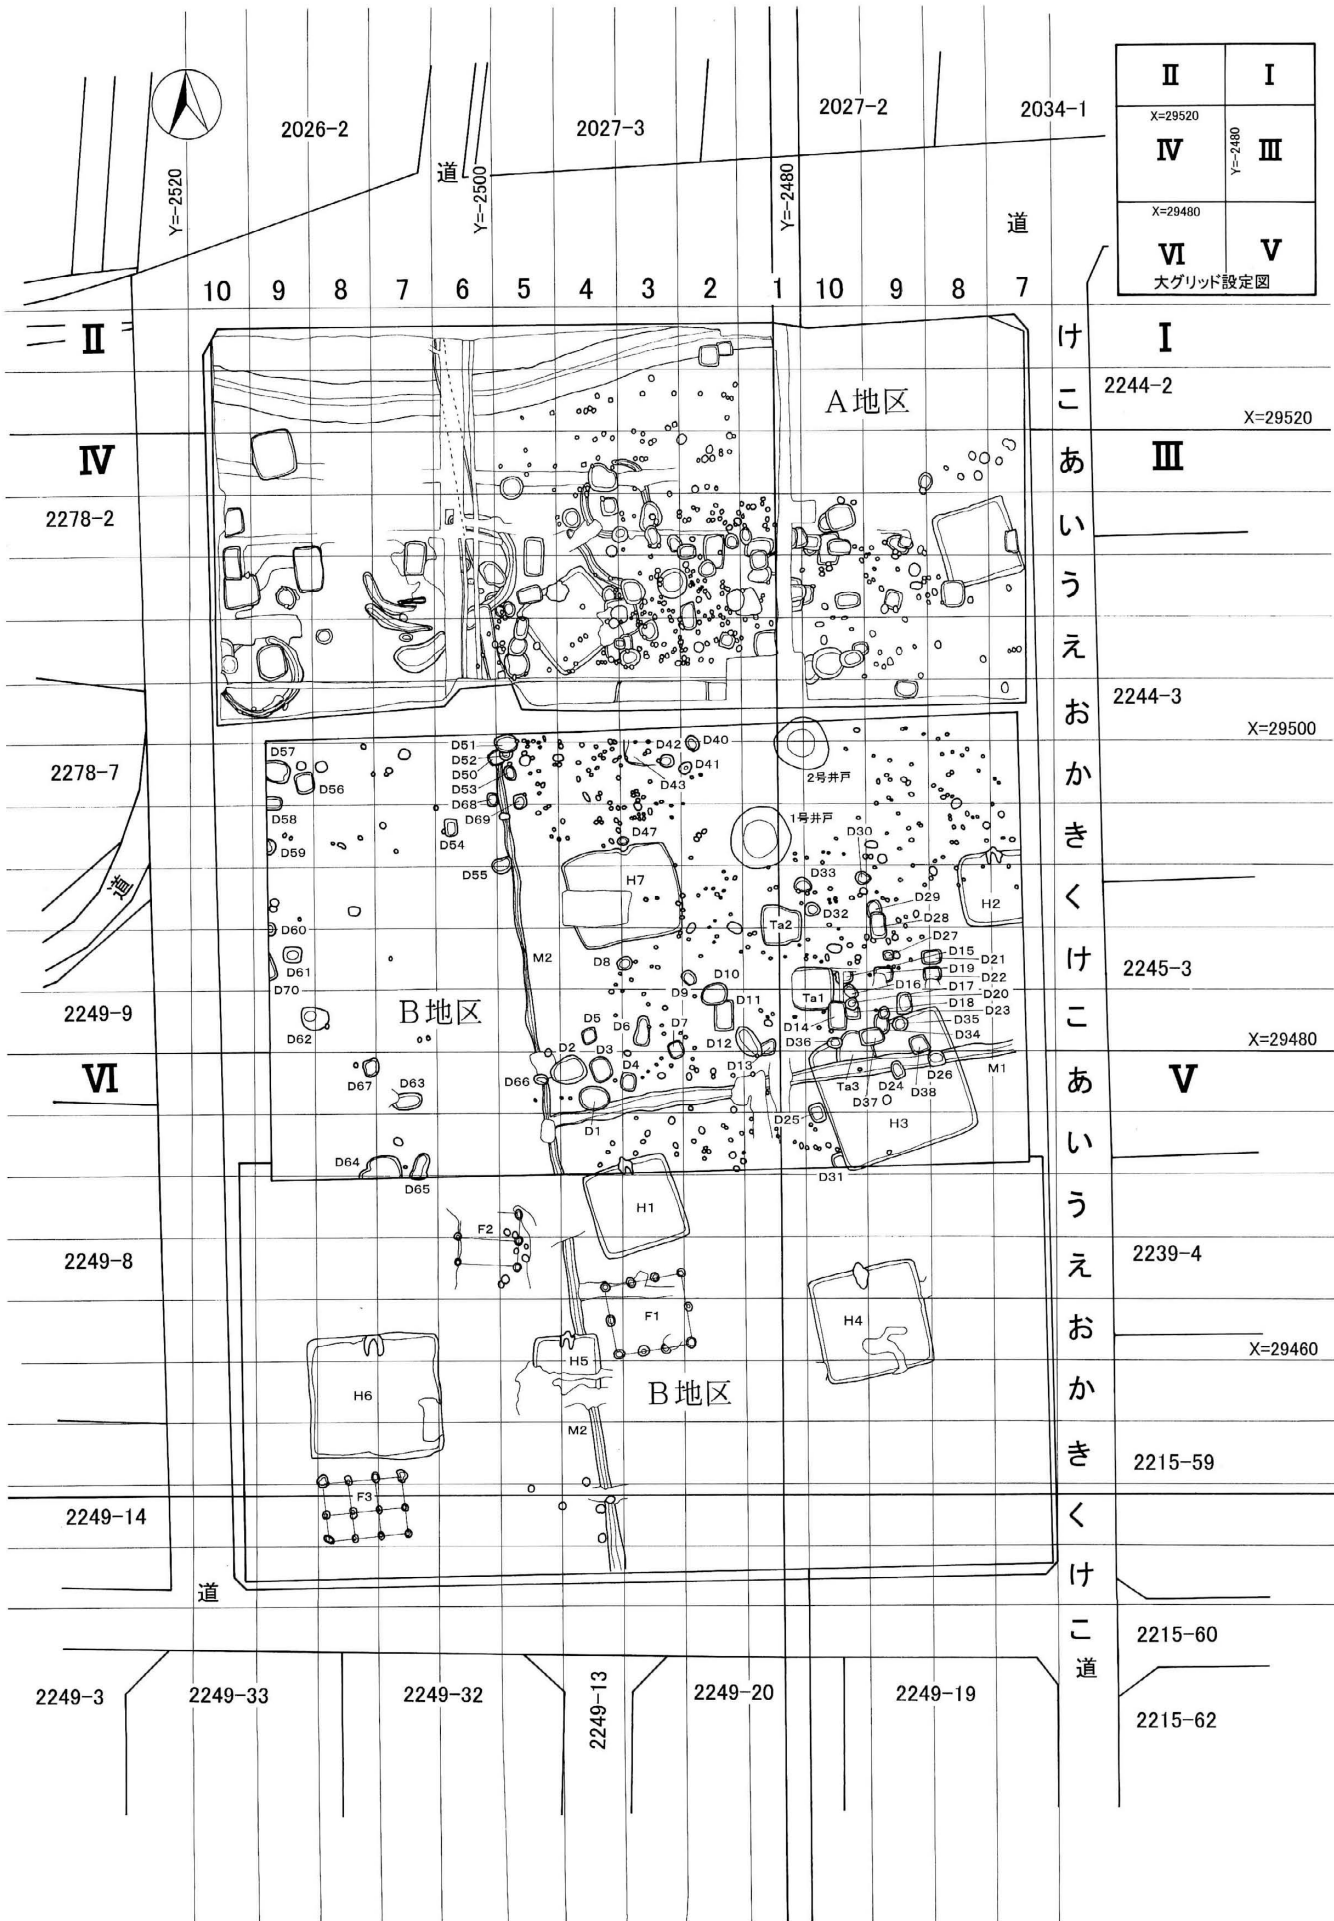 II I
X=29520
IV Y=-2480 III
X=29480
VI V
大グリッド設定図
2026-2 2027-3 2027-2 2034-1
道
道
Y=-2520 Y=-2500 Y=-2480
10 9 8 7 6 5 4 3 2 1 10 9 8 7
II け I
A地区 こ 2244-2
X=29520
IV あ III
2278-2 い
う
え
お 2244-3
X=29500
D57 D51 D42 D40
2278-7 D52 か
D56 D50 D41 2号井戸
D53 D43
D58 D68
D69 1号井戸
D54 D47 D30 き
D59
道 D55 H7 D33
D29 H2 く
D32 D28
D60 Ta2 D27
M2 D15
D61 D8 D21 け 2245-3
D10 D19
D22
D70 D9 D16
D11 Ta1 D17
D20
2249-9 B地区 D18
D62 D5 D6 D7 D14 D23 こ
D35
D12 D36 D34 X=29480
D2 D3
VI D4 D13 D26 M1 あ V
D67 D63 D66 Ta3 D24
D37 D38
D1 D25 H3
い
D64 D65 D31
H1 う
F2
2249-8 え 2239-4
F1 H4 お
X=29460
H5
H6 B地区 か
M2
き 2215-59
F3
2249-14 く
道 け
こ 2215-60
道
2249-3 2249-33 2249-32 2249-13 2249-20 2249-19
2215-62